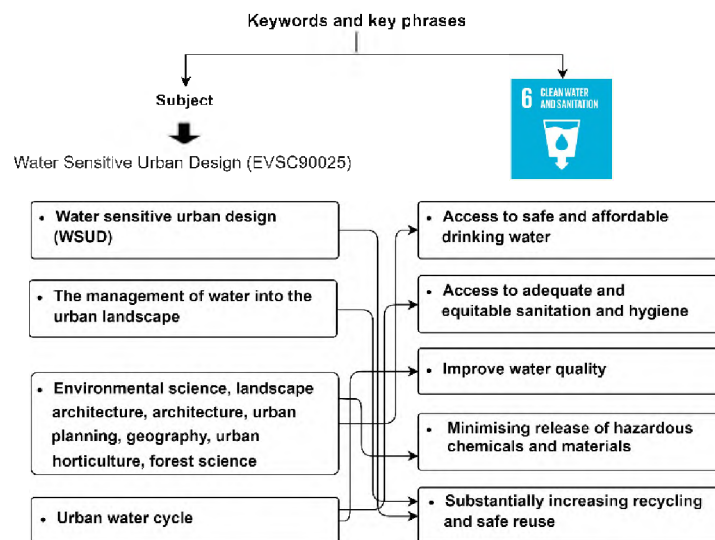 Keywords and key phrases
Subject
6 CLEAN WATER
AND SANITATION
Water Sensitive Urban Design (EVSC90025)
• Water sensitive urban design
(WSUD)
• The management of water into the
urban landscape
• Environmental science, landscape
architecture, architecture, urban
planning, geography, urban
horticulture, forest science
• Urban water cycle
• Access to safe and affordable
drinking water
• Access to adequate and
equitable sanitation and hygiene
• Improve water quality
• Minimising release of hazardous
chemicals and materials
• Substantially increasing recycling
and safe reuse